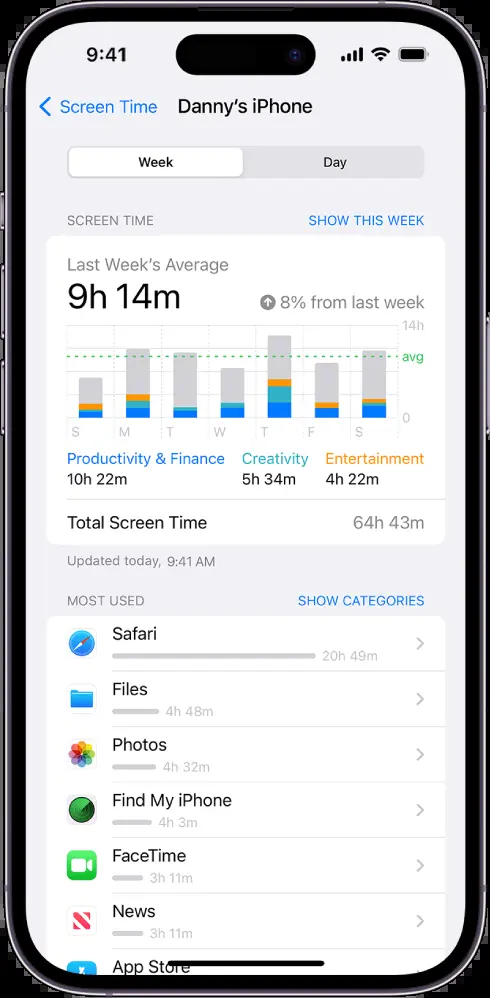 9:41
Screen Time Danny’s iPhone
Week Day
SCREEN TIME SHOW THIS WEEK
Last Week’s Average
9h 14m 8% from last week
14h
avg
0
S M T W T F S
Productivity & Finance Creativity Entertainment
10h 22m 5h 34m 4h 22m
Total Screen Time 64h 43m
Updated today, 9:41 AM
MOST USED SHOW CATEGORIES
Safari
20h 49m
Files
4h 48m
Photos
4h 32m
Find My iPhone
4h 3m
FaceTime
3h 11m
News
3h 11m
App Store